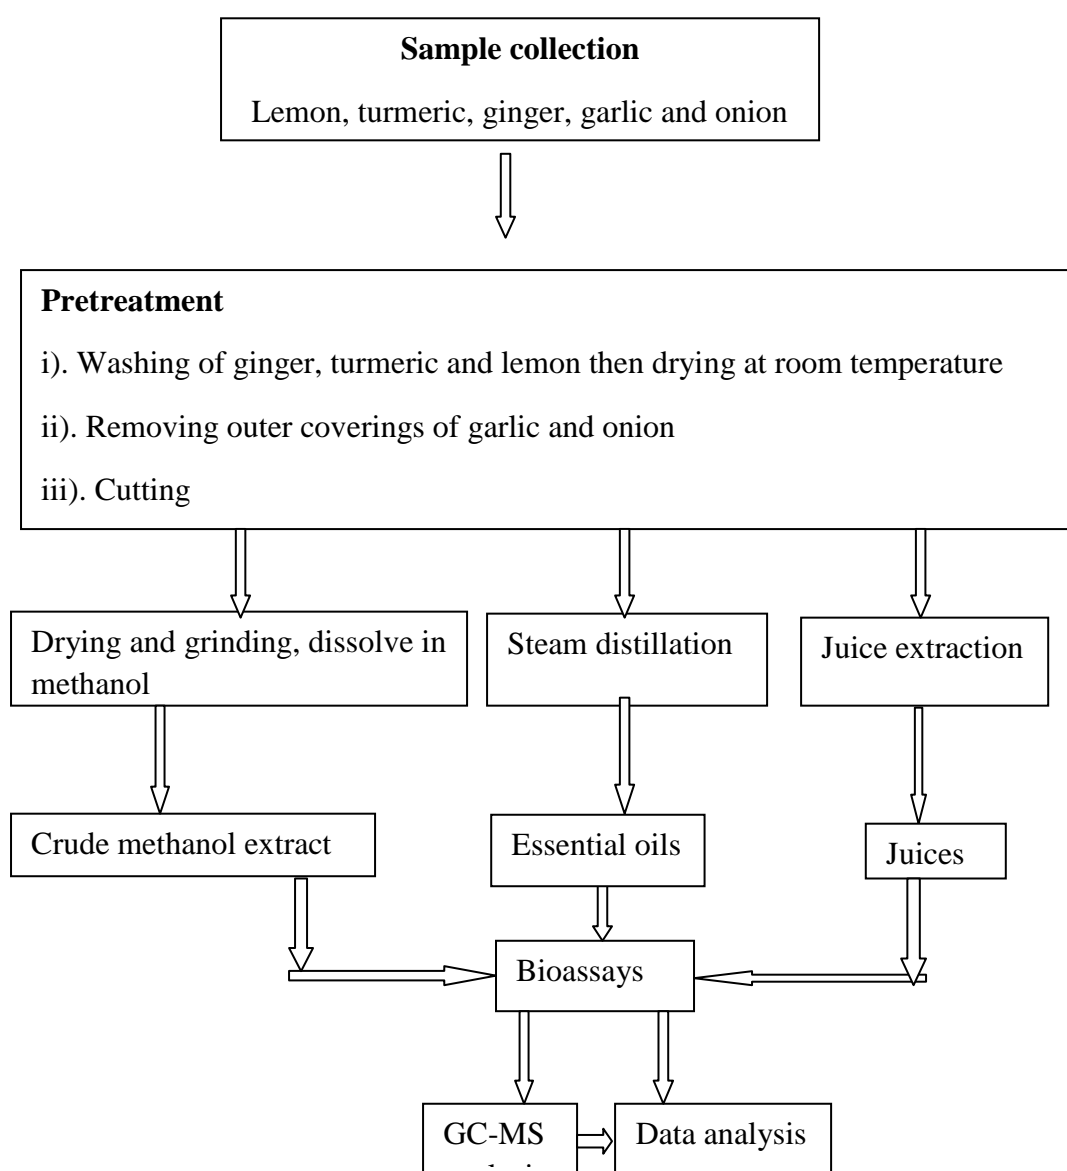 Sample collection
Lemon, turmeric, ginger, garlic and onion
Pretreatment
i). Washing of ginger, turmeric and lemon then drying at room temperature
ii). Removing outer coverings of garlic and onion
iii). Cutting
Drying and grinding, dissolve in
methanol
Steam distillation
Juice extraction
Crude methanol extract
Essential oils
Juices
Bioassays
GC-MS
Data analysis